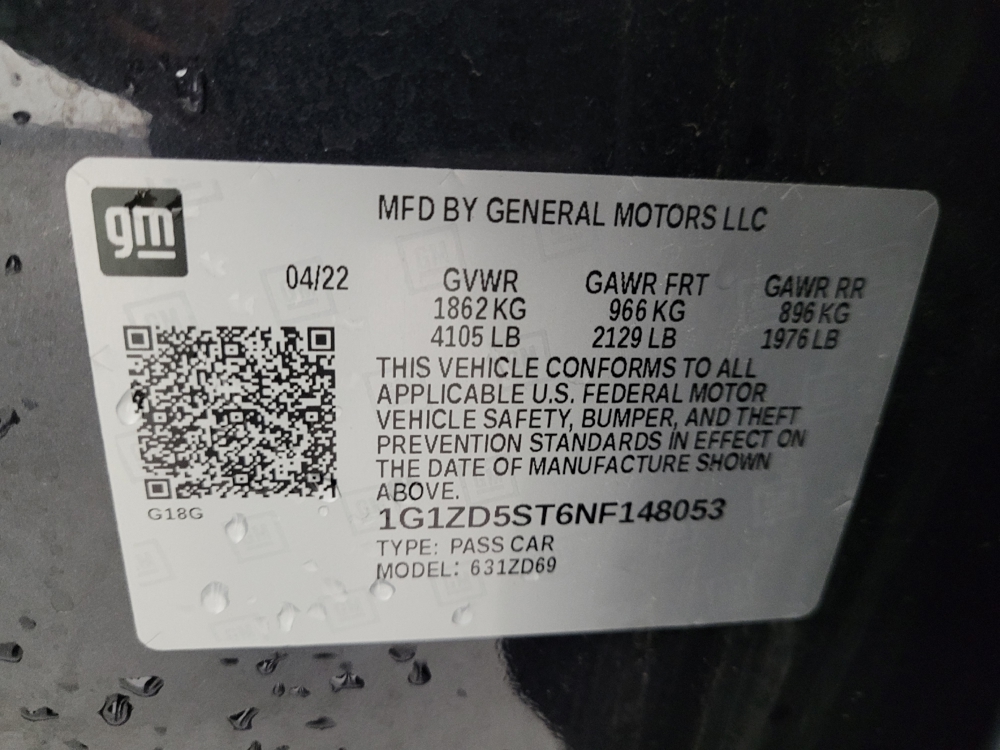 gm
MFD BY GENERAL MOTORS LLC
04/22 GVWR GAWR FRT GAWR RR
1862 KG 966 KG 896 KG
4105 LB 2129 LB 1976 LB
THIS VEHICLE CONFORMS TO ALL
APPLICABLE U.S. FEDERAL MOTOR
VEHICLE SAFETY, BUMPER, AND THEFT
PREVENTION STANDARDS IN EFFECT ON
THE DATE OF MANUFACTURE SHOWN
ABOVE.
G18G
1G1ZD5ST6NF148053
TYPE: PASS CAR
MODEL: 631ZD69